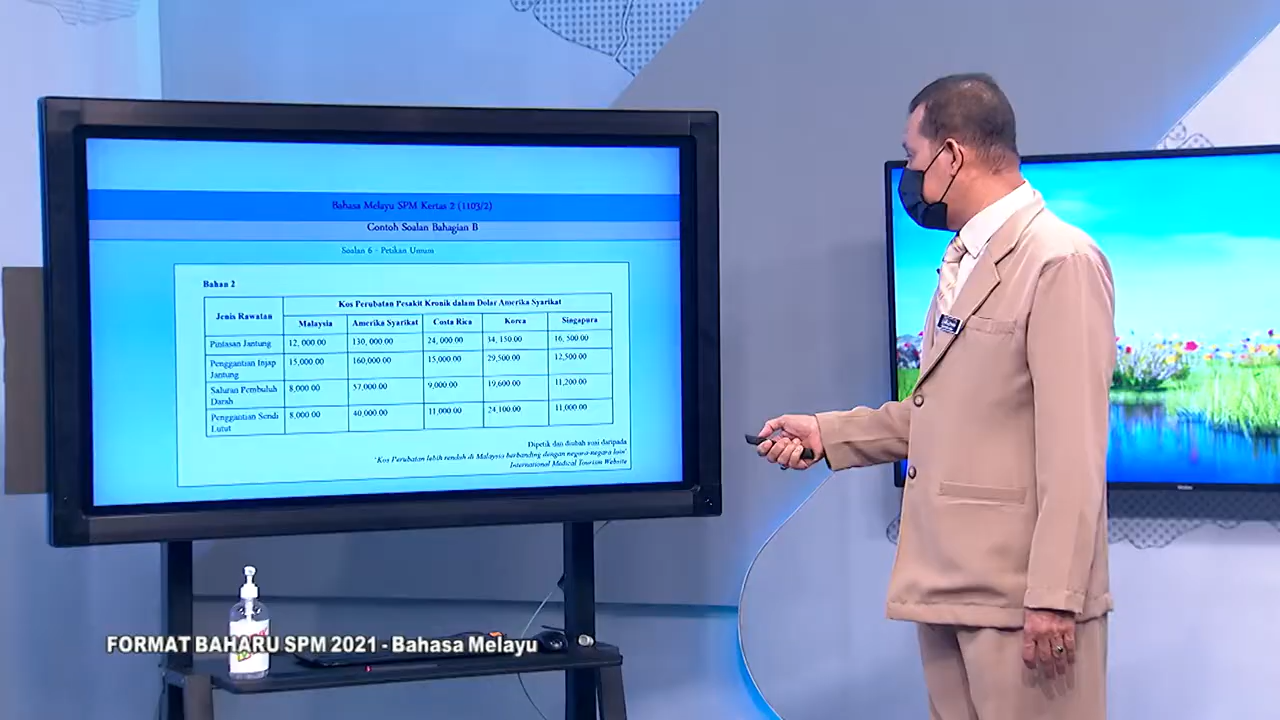 Bahasa Melayu SPM Kertas 2 (1103/2)
Contoh Soalan Bahagian B
Soalan 6 - Petikan Umum
Bahan 2
Jenis Rawatan
Kos Perubatan Pesakit Kronik dalam Dolar Amerika Syarikat
Malaysia Amerika Syarikat Costa Rica Korea Singapura
Pintasan Jantung 12, 000.00 130, 000.00 24, 000.00 34, 150.00 16, 500.00
Penggantian Injap Jantung 15,000.00 160,000.00 15,000.00 29,500.00 12,500.00
Saluran Pembuluh Darah 8,000.00 57,000.00 9,000.00 19,600.00 11,200.00
Penggantian Sendi Lutut 8,000.00 40,000.00 11,000.00 24,100.00 11,000.00
Dipetik dan diubah suai daripada
'Kos Perubatan lebih rendah di Malaysia berbanding dengan negara-negara lain'
International Medical Tourism Website
FORMAT BAHARU SPM 2021 - Bahasa Melayu